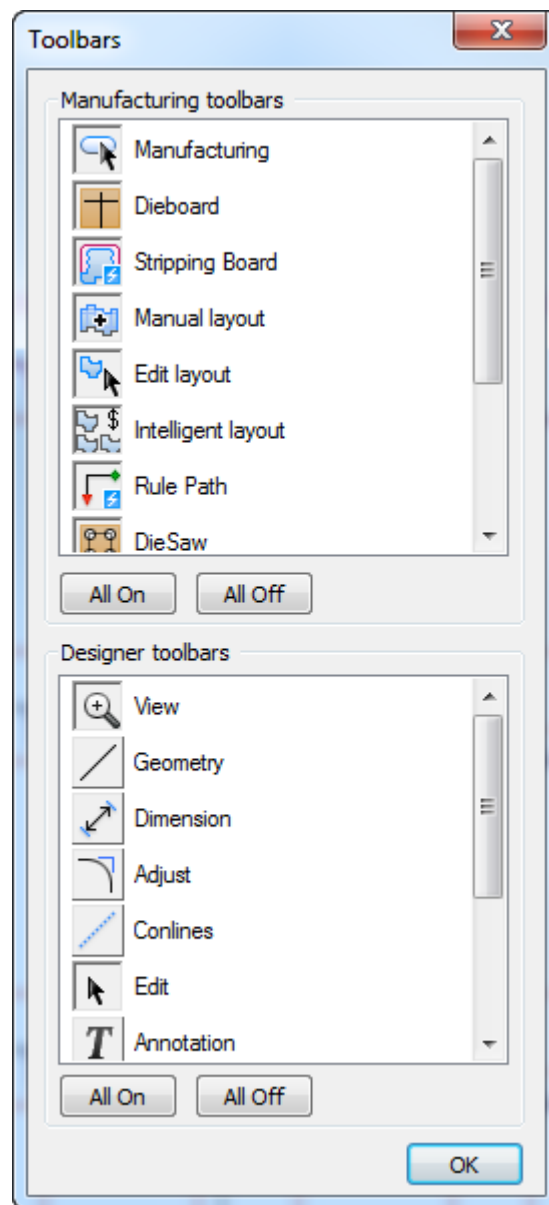 Toolbars
Manufacturing toolbars
Manufacturing
Dieboard
Stripping Board
Manual layout
Edit layout
$
Intelligent layout
Rule Path
DieSaw
All On
All Off
Designer toolbars
View
Geometry
Dimension
Adjust
Conlines
Edit
T
Annotation
All On
All Off
OK